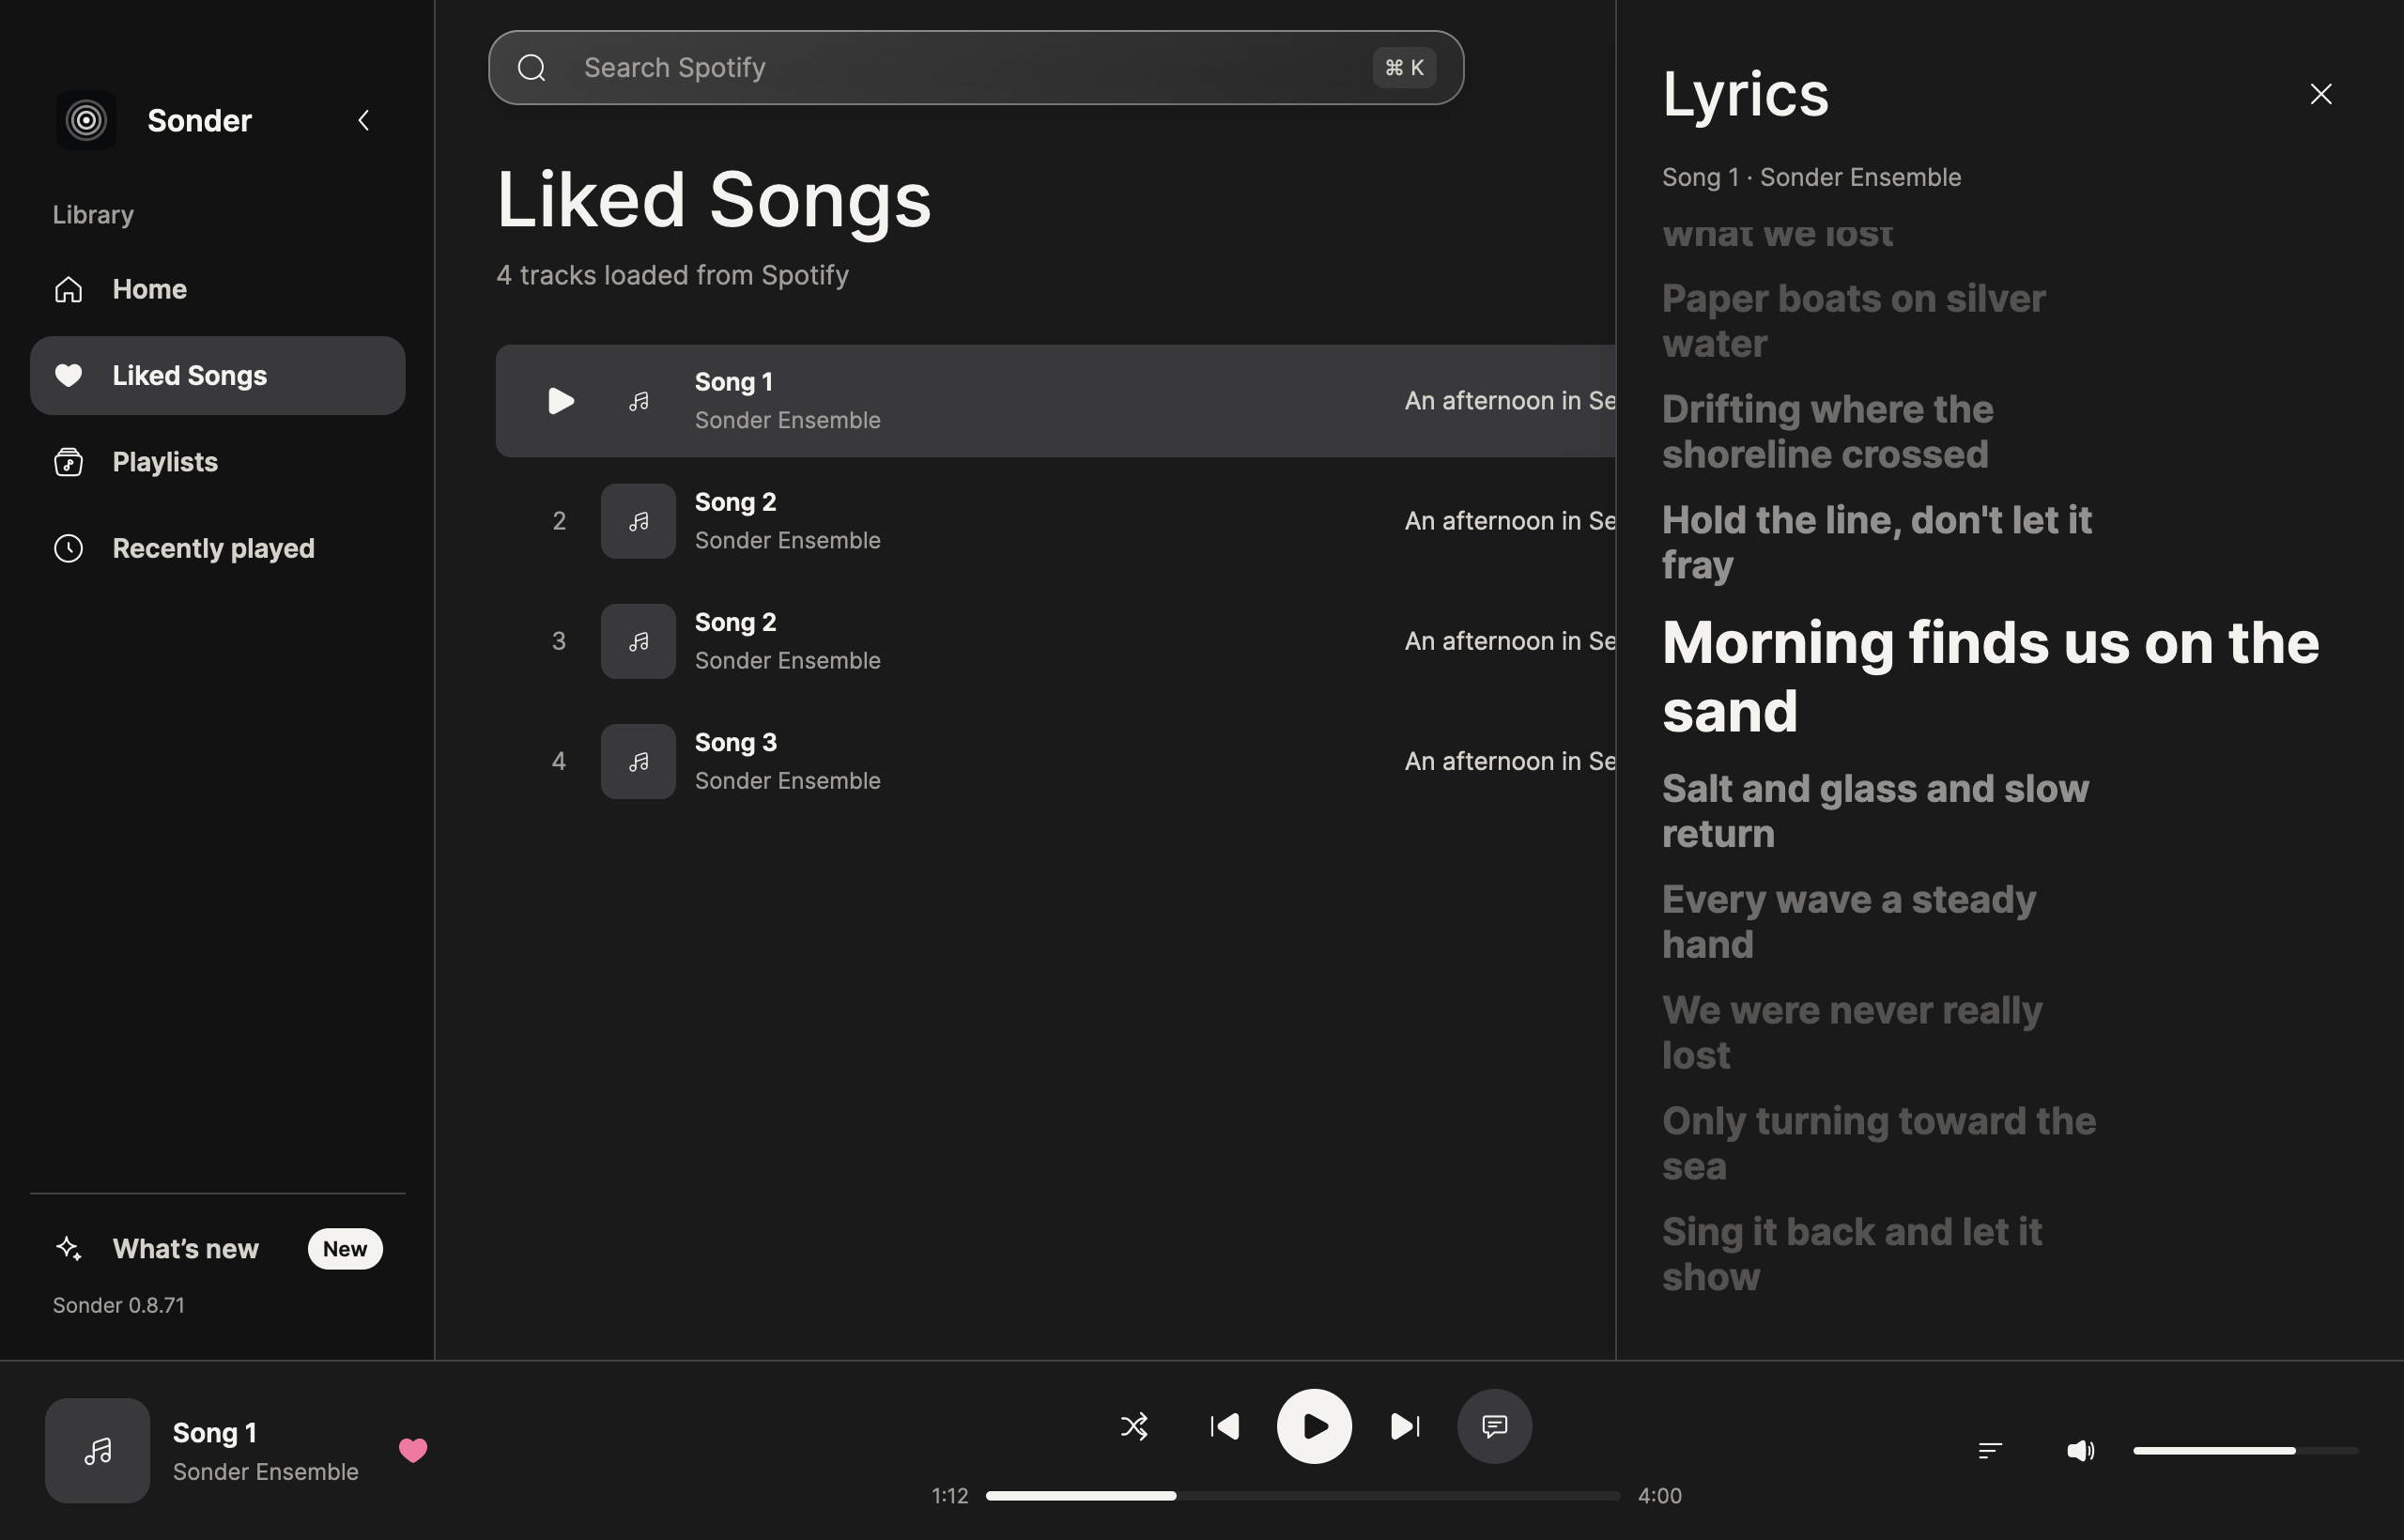 Sonder
Library
Home
Liked Songs
Playlists
Recently played
What’s new
New
Sonder 0.8.71
Search Spotify
⌘ K
Liked Songs
4 tracks loaded from Spotify
Song 1
Sonder Ensemble
An afternoon in Se
2
Song 2
Sonder Ensemble
An afternoon in Se
3
Song 2
Sonder Ensemble
An afternoon in Se
4
Song 3
Sonder Ensemble
An afternoon in Se
Lyrics
Song 1 · Sonder Ensemble
what we lost
Paper boats on silver
water
Drifting where the
shoreline crossed
Hold the line, don't let it
fray
Morning finds us on the
sand
Salt and glass and slow
return
Every wave a steady
hand
We were never really
lost
Only turning toward the
sea
Sing it back and let it
show
Song 1
Sonder Ensemble
1:12
4:00